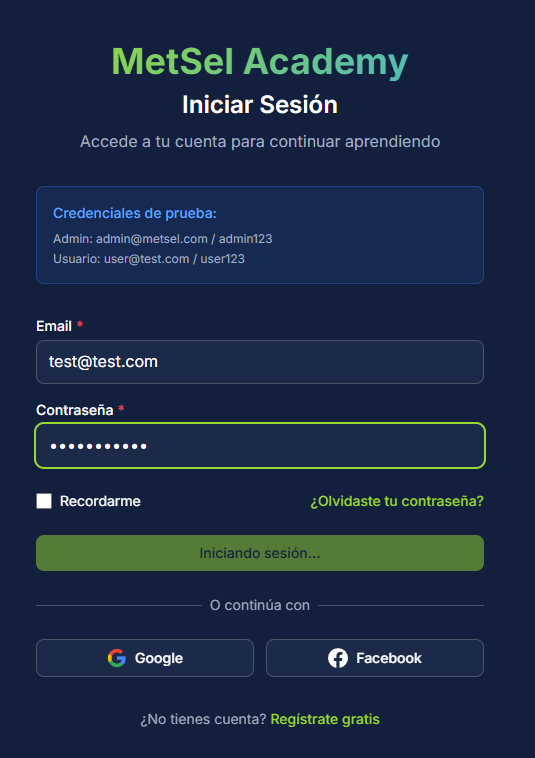 MetSel Academy
Iniciar Sesión
Accede a tu cuenta para continuar aprendiendo
Credenciales de prueba:
Admin: admin@metsel.com / admin123
Usuario: user@test.com / user123
Email *
test@test.com
Contraseña *
•••••••••••
Recordarme ¿Olvidaste tu contraseña?
Iniciando sesión...
O continúa con
Google Facebook
¿No tienes cuenta? Regístrate gratis